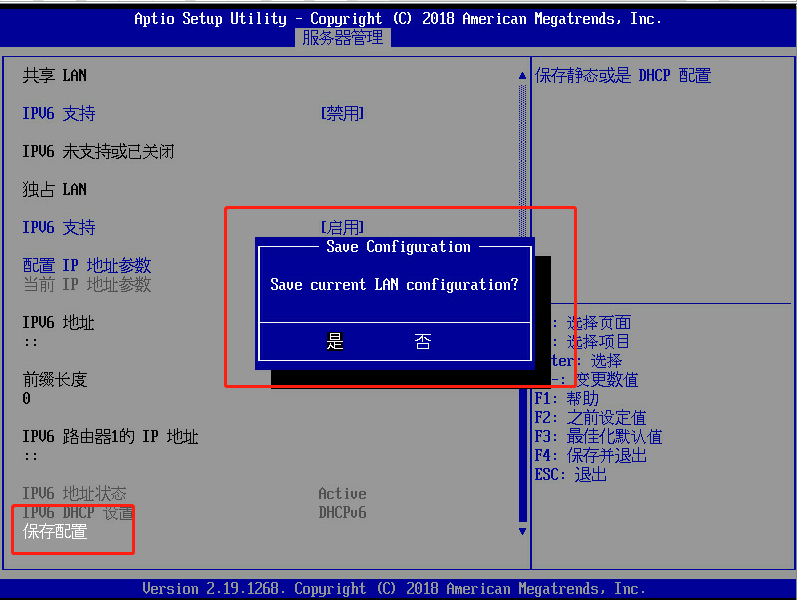 Aptio Setup Utility - Copyright (C) 2018 American Megatrends, Inc.
服务器管理
共享 LAN
IPV6 支持 [禁用]
IPV6 未支持或已关闭
独占 LAN
IPV6 支持 [启用]
配置 IP 地址参数
当前 IP 地址参数
IPV6 地址
::
前缀长度
0
IPV6 路由器1的 IP 地址
::
IPV6 地址状态 Active
IPV6 DHCP 设置 DHCPv6
保存配置
Save Configuration
Save current LAN configuration?
是 否
保存静态或是 DHCP 配置
: 选择页面
: 选择项目
ter: 选择
-: 变更数值
F1: 帮助
F2: 之前设定值
F3: 最佳化默认值
F4: 保存并退出
ESC: 退出
Version 2.19.1268. Copyright (C) 2018 American Megatrends, Inc.